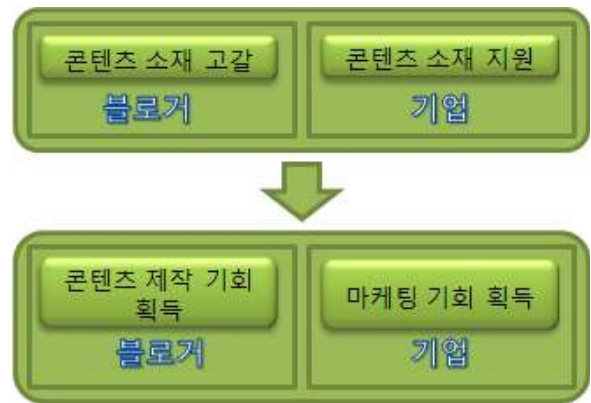 콘텐츠 소재 고갈
콘텐츠 소재 지원
블로거
기업
콘텐츠 제작 기회
획득
마케팅 기회 획득
블로거
기업